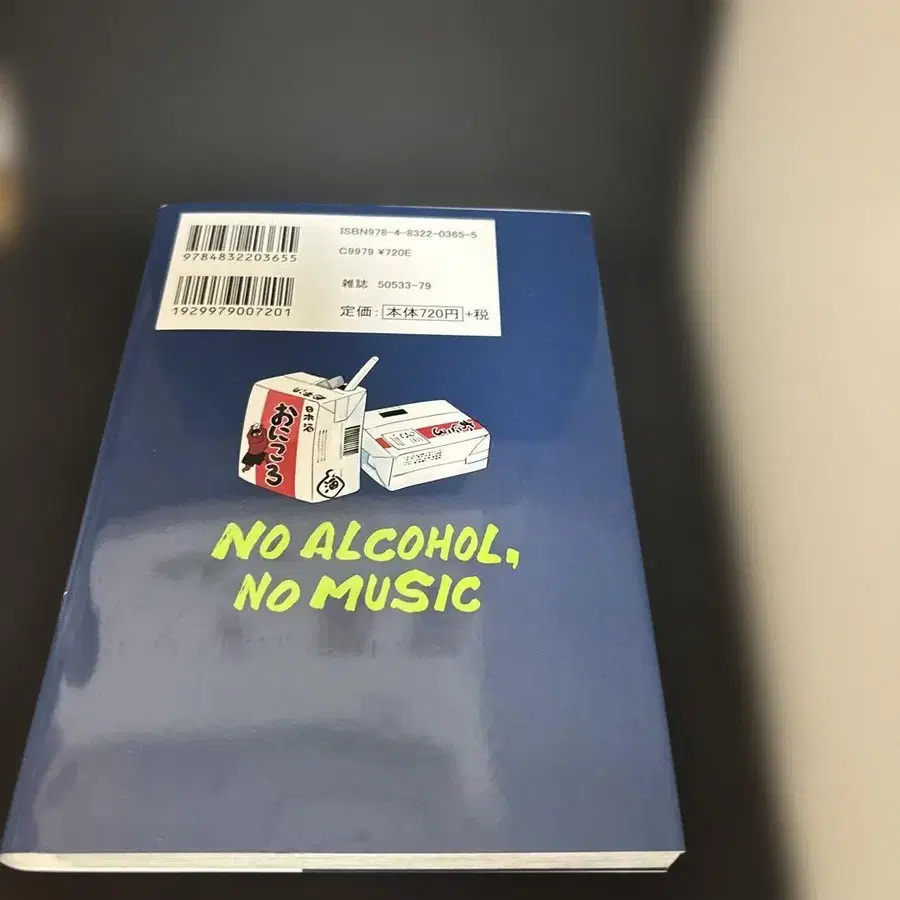 ISBN978-4-8322-0365-5
9784832203655
C9979 ¥720E
雑誌 50533-79
1929979007201
定価:本体720円+税
日本酒
おにころ
酒
NO ALCOHOL,
NO MUSIC